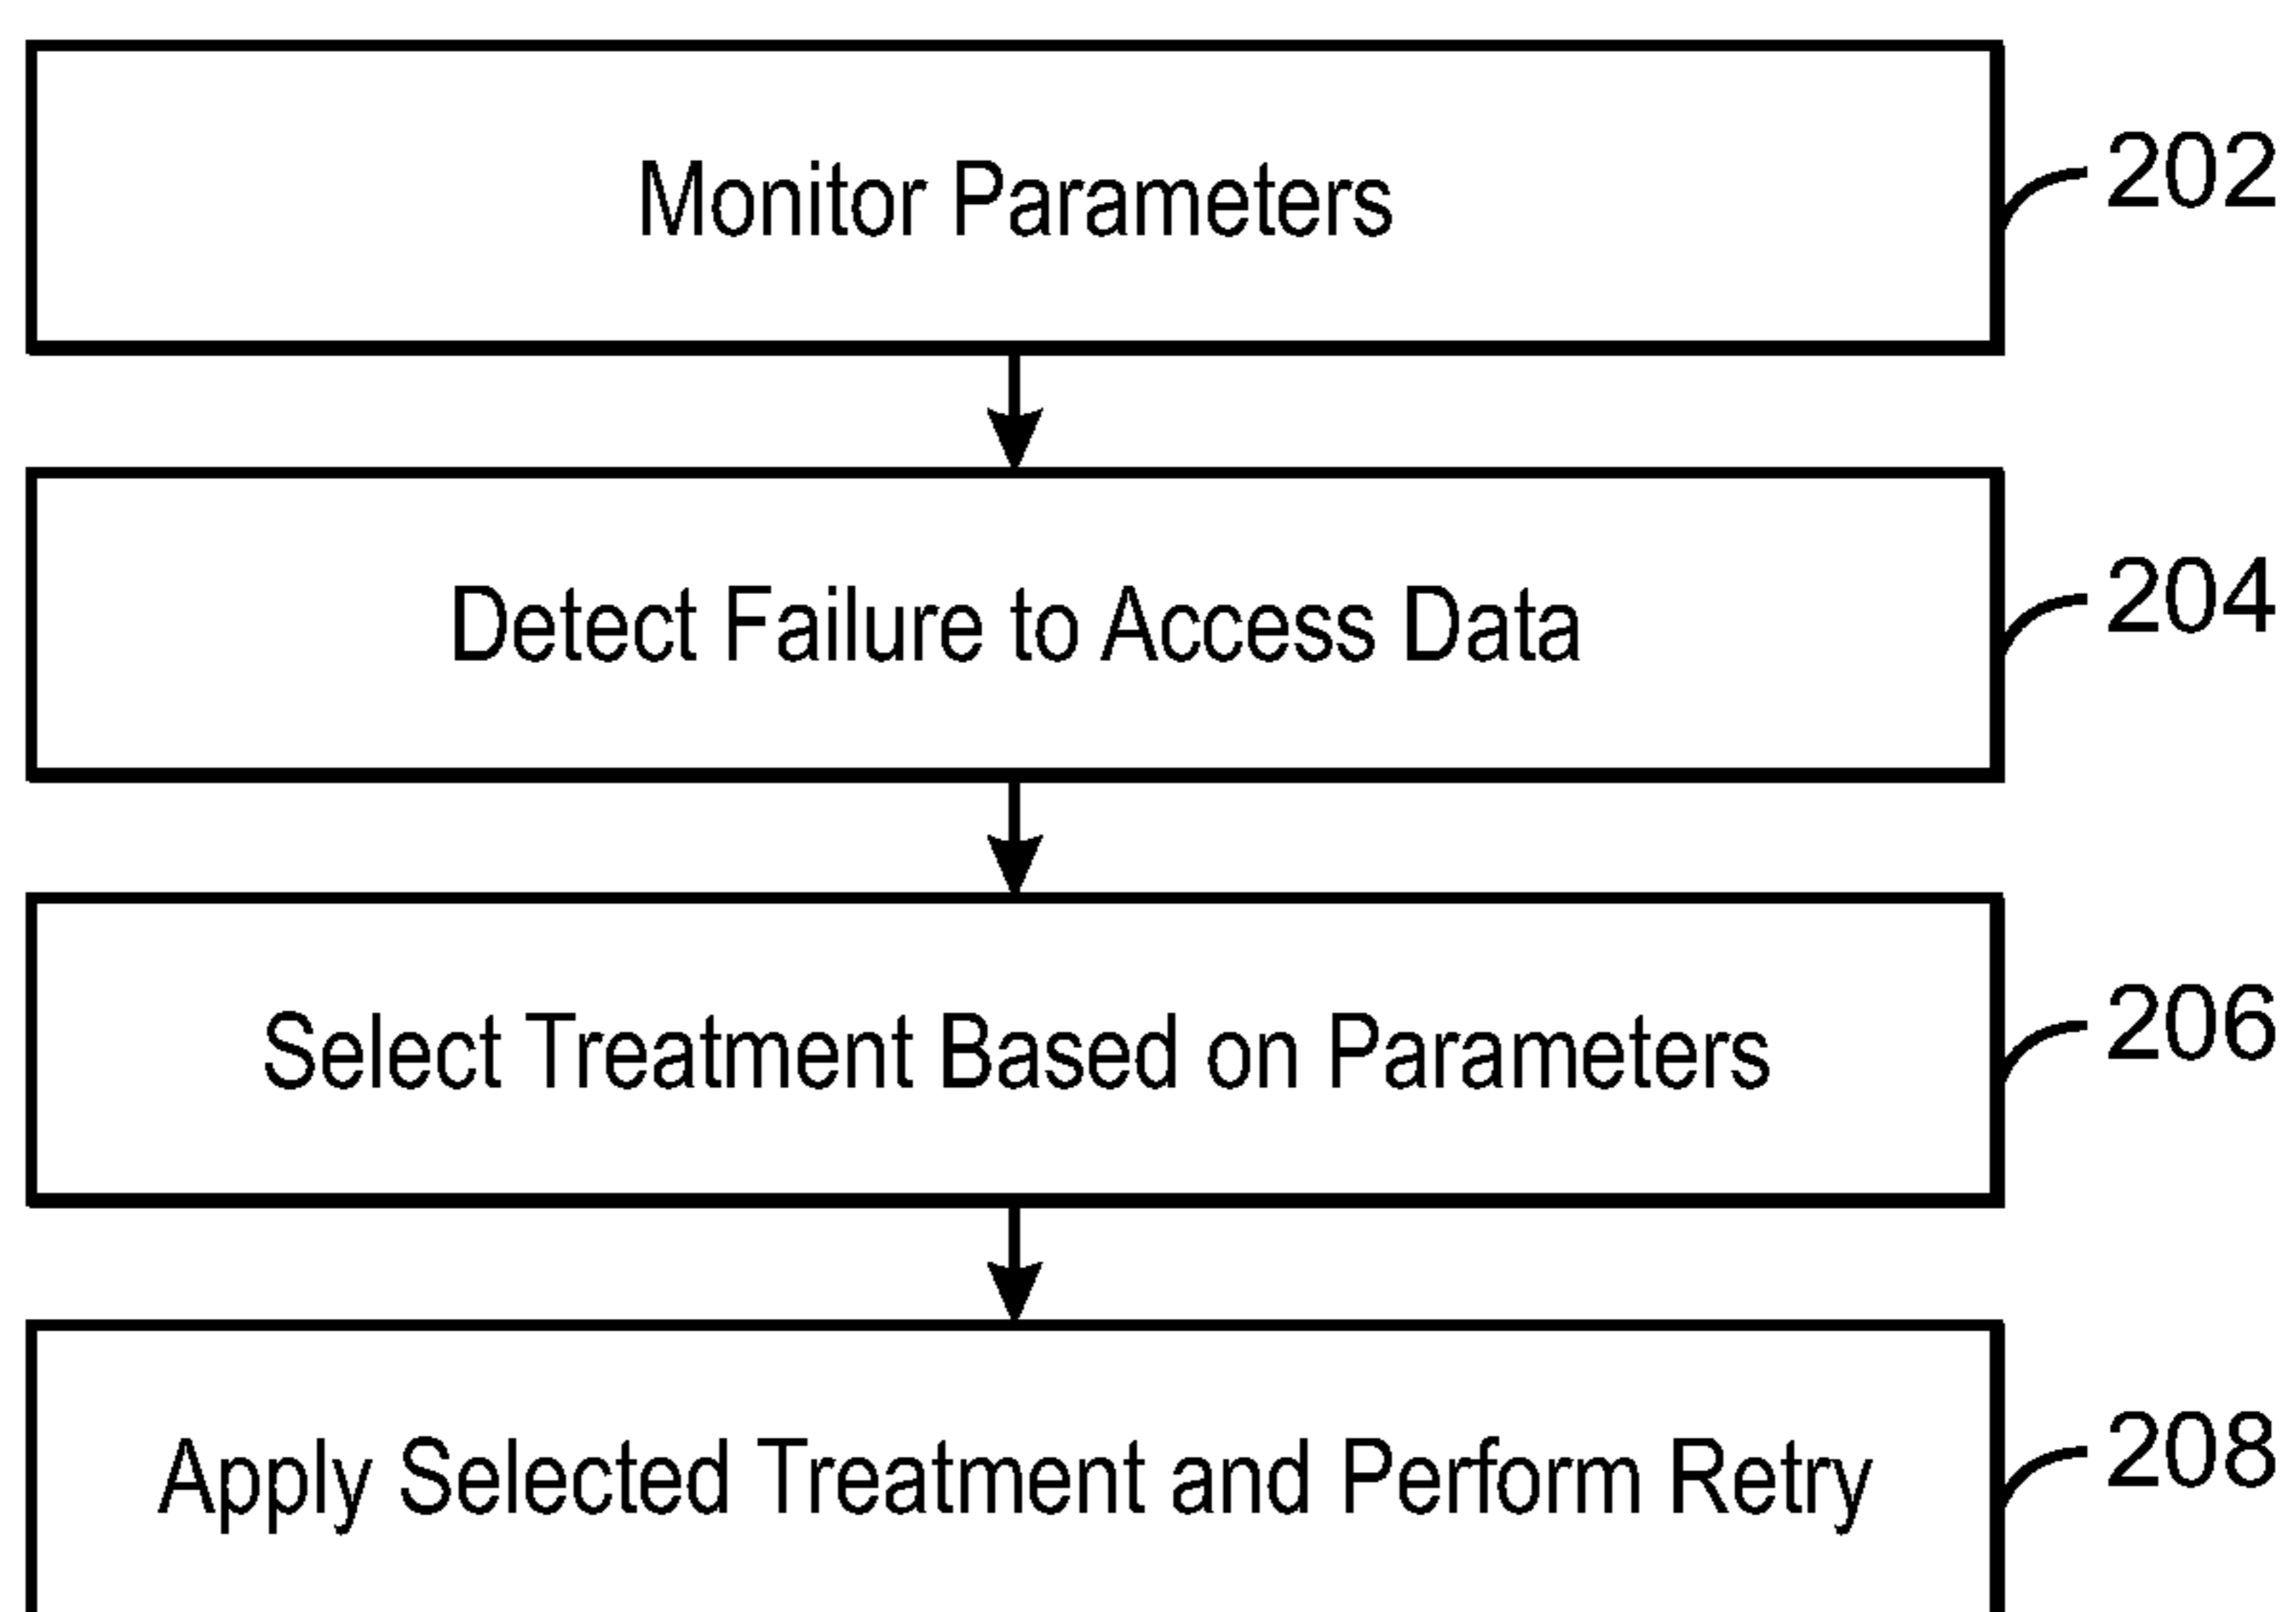 Monitor Parameters
202
Detect Failure to Access Data
204
Select Treatment Based on Parameters
206
Apply Selected Treatment and Perform Retry
208